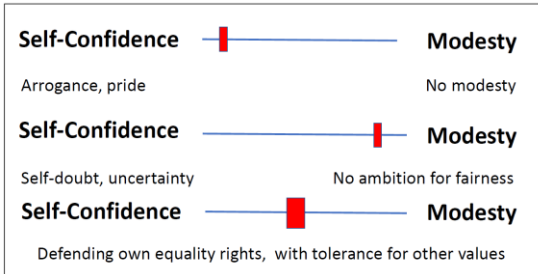 Self-Confidence Modesty
Arrogance, pride No modesty
Self-Confidence Modesty
Self-doubt, uncertainty No ambition for fairness
Self-Confidence Modesty
Defending own equality rights, with tolerance for other values